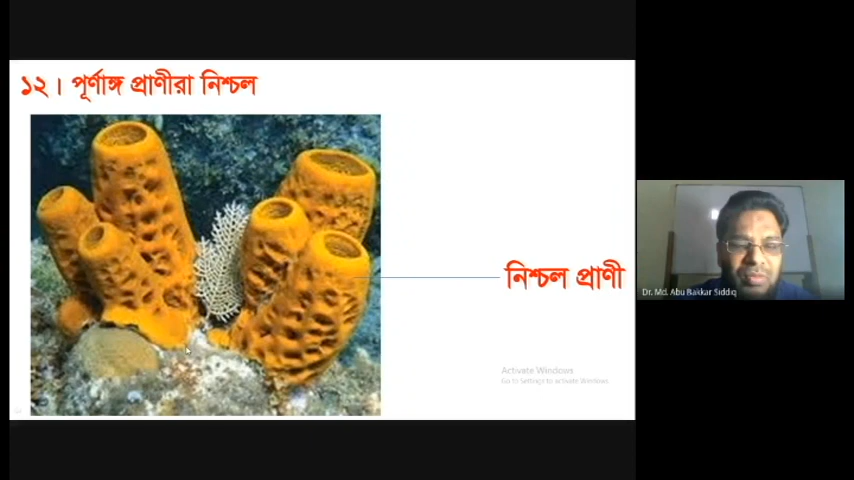 ১২। পূর্ণাঙ্গ প্রাণীরা নিশ্চল
নিশ্চল প্রাণী
Dr. Md. Abu Bakkar Siddiq
Activate Windows
Go to Settings to activate Windows.